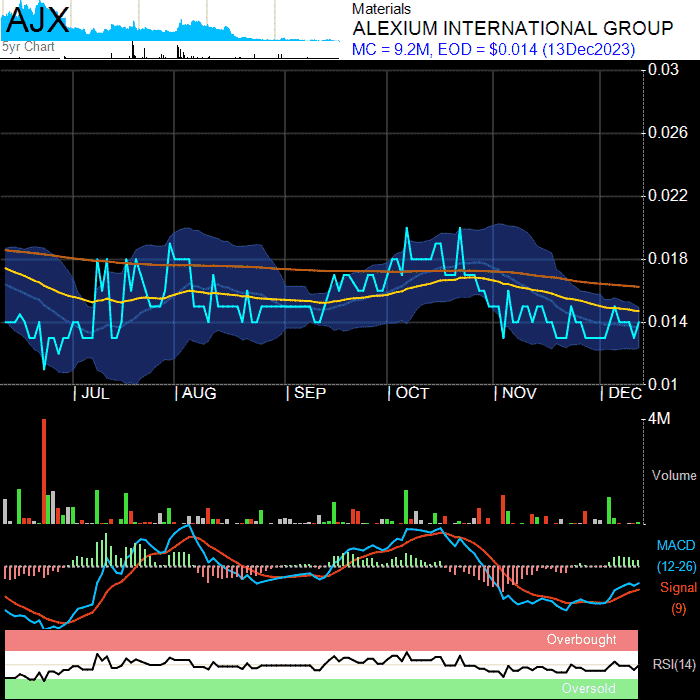 AJX
5yr Chart
Materials
ALEXIUM INTERNATIONAL GROUP
MC = 9.2M, EOD = $0.014 (13Dec2023)
0.03
0.026
0.022
0.018
0.014
0.01
| JUL | AUG | SEP | OCT | NOV | DEC
4M
Volume
MACD
(12-26)
Signal
(9)
Overbought
RSI(14)
Oversold